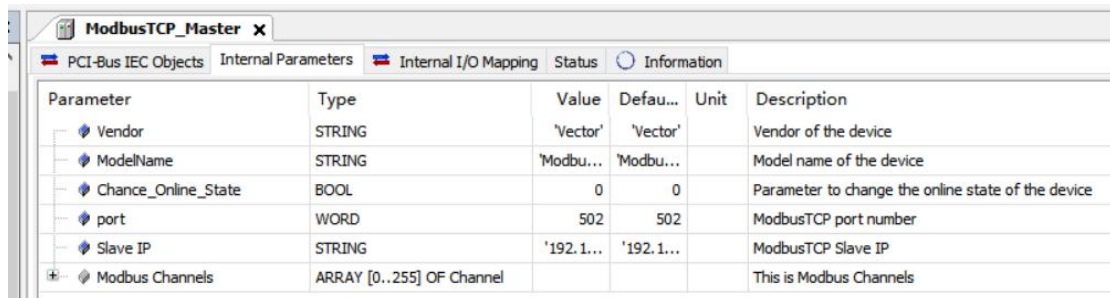 ModbusTCP_Master X
PCI-Bus IEC Objects Internal Parameters Internal I/O Mapping Status Information
Parameter Type Value Defau... Unit Description
Vendor STRING 'Vector' 'Vector' Vendor of the device
ModelName STRING 'Modbu... 'Modbu... Model name of the device
Chance_Online_State BOOL 0 0 Parameter to change the online state of the device
port WORD 502 502 ModbusTCP port number
Slave IP STRING '192.1... '192.1... ModbusTCP Slave IP
Modbus Channels ARRAY [0..255] OF Channel This is Modbus Channels